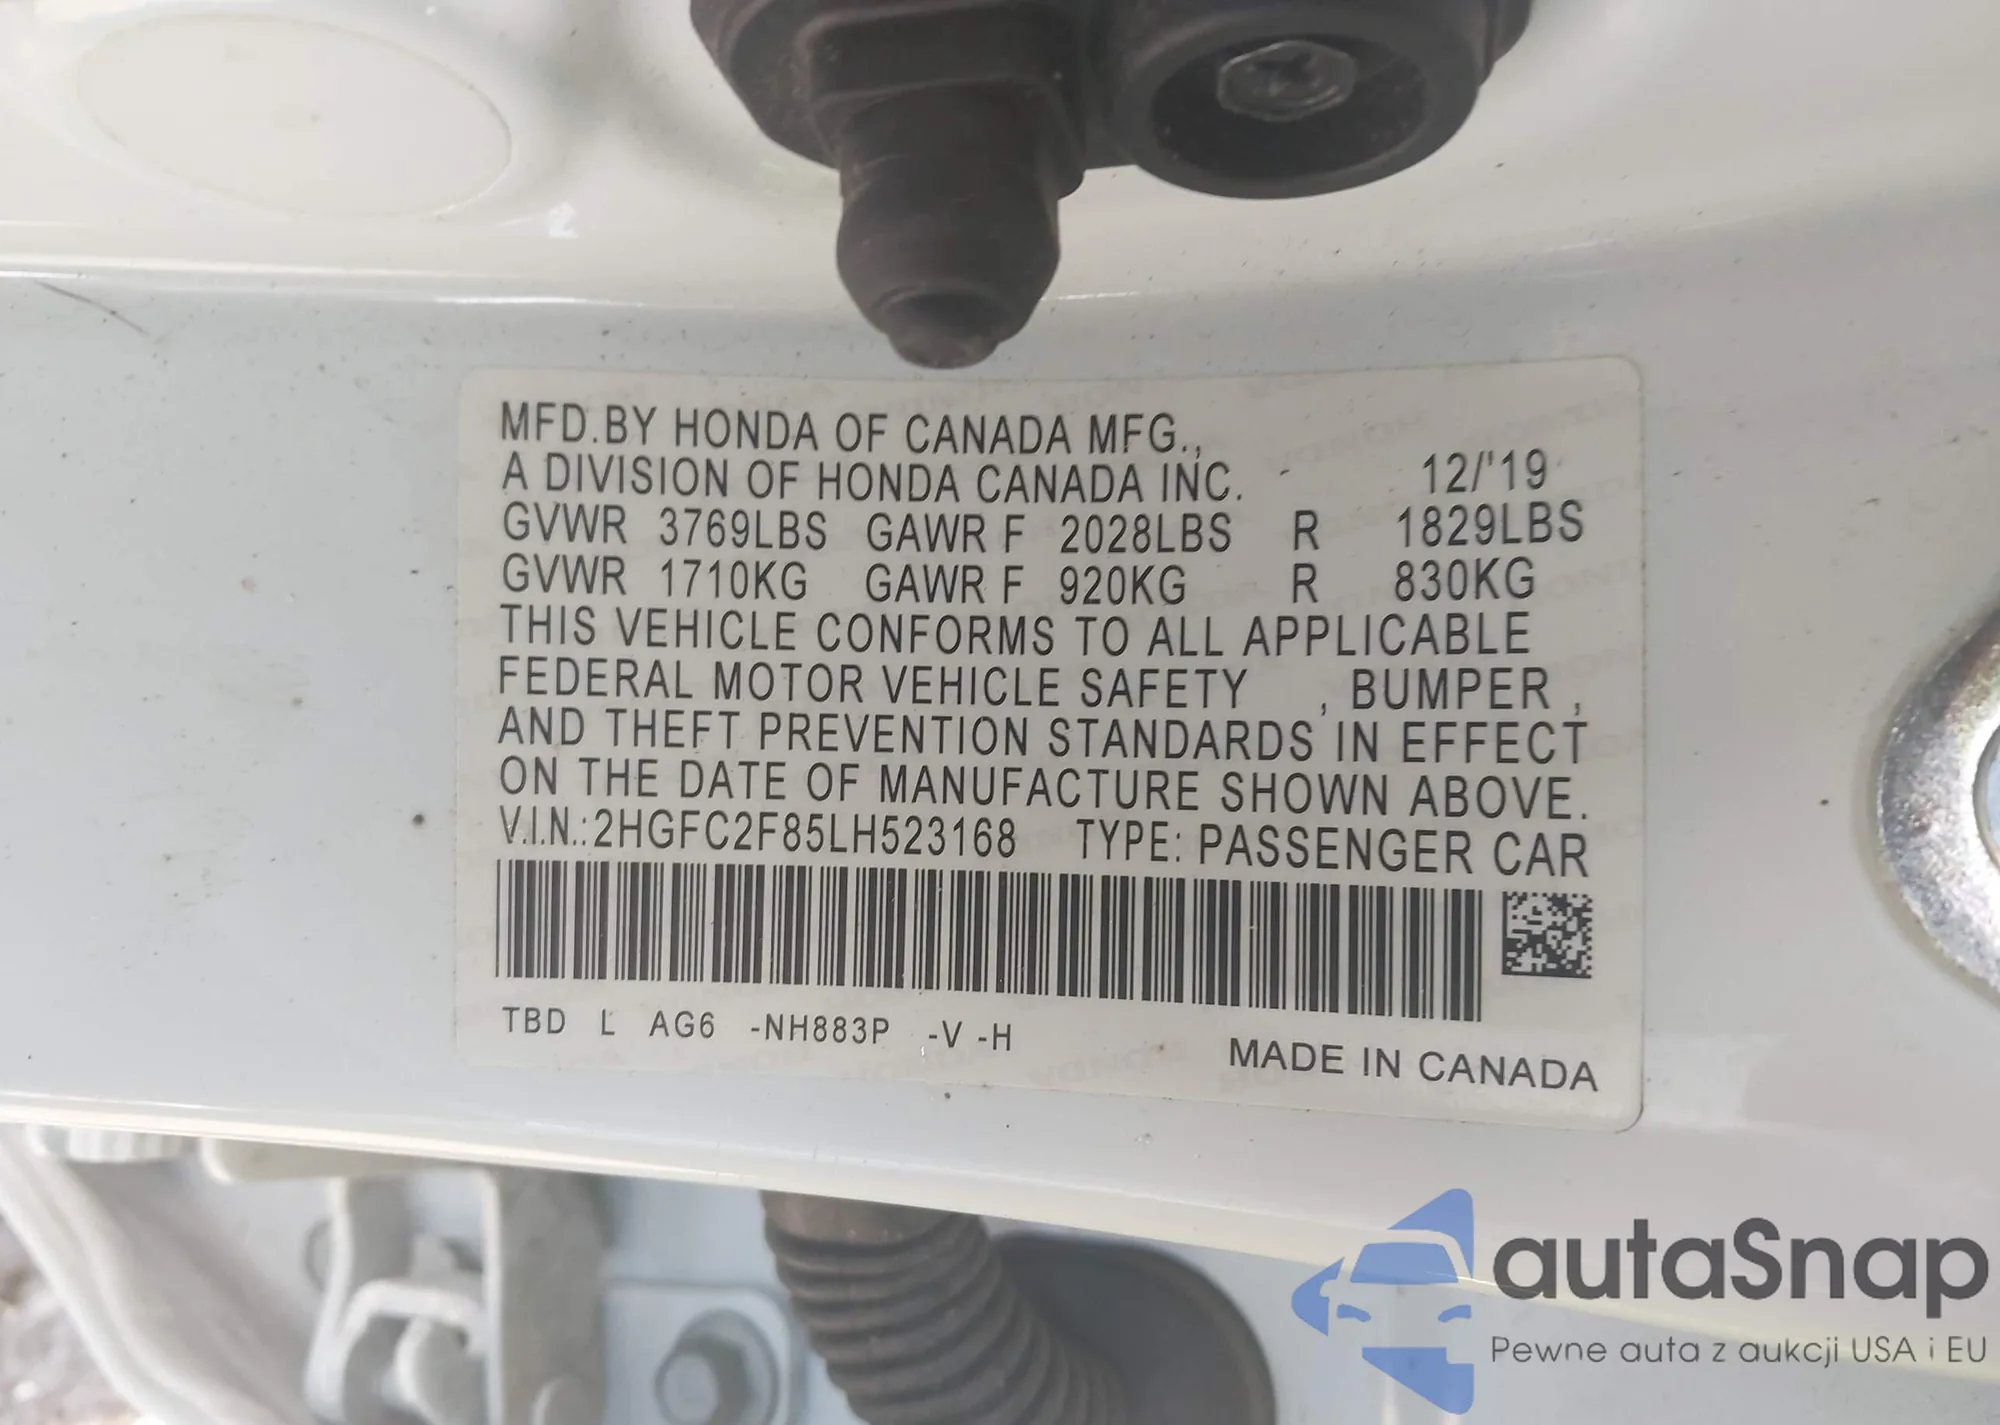 MFD.BY HONDA OF CANADA MFG.,
A DIVISION OF HONDA CANADA INC. 12/'19
GVWR 3769LBS GAWR F 2028LBS R 1829LBS
GVWR 1710KG GAWR F 920KG R 830KG
THIS VEHICLE CONFORMS TO ALL APPLICABLE
FEDERAL MOTOR VEHICLE SAFETY , BUMPER ,
AND THEFT PREVENTION STANDARDS IN EFFECT
ON THE DATE OF MANUFACTURE SHOWN ABOVE.
V.I.N.:2HGFC2F85LH523168 TYPE: PASSENGER CAR
TBD L AG6 -NH883P -V -H
MADE IN CANADA
autaSnap
Pewne auta z aukcji USA i EU